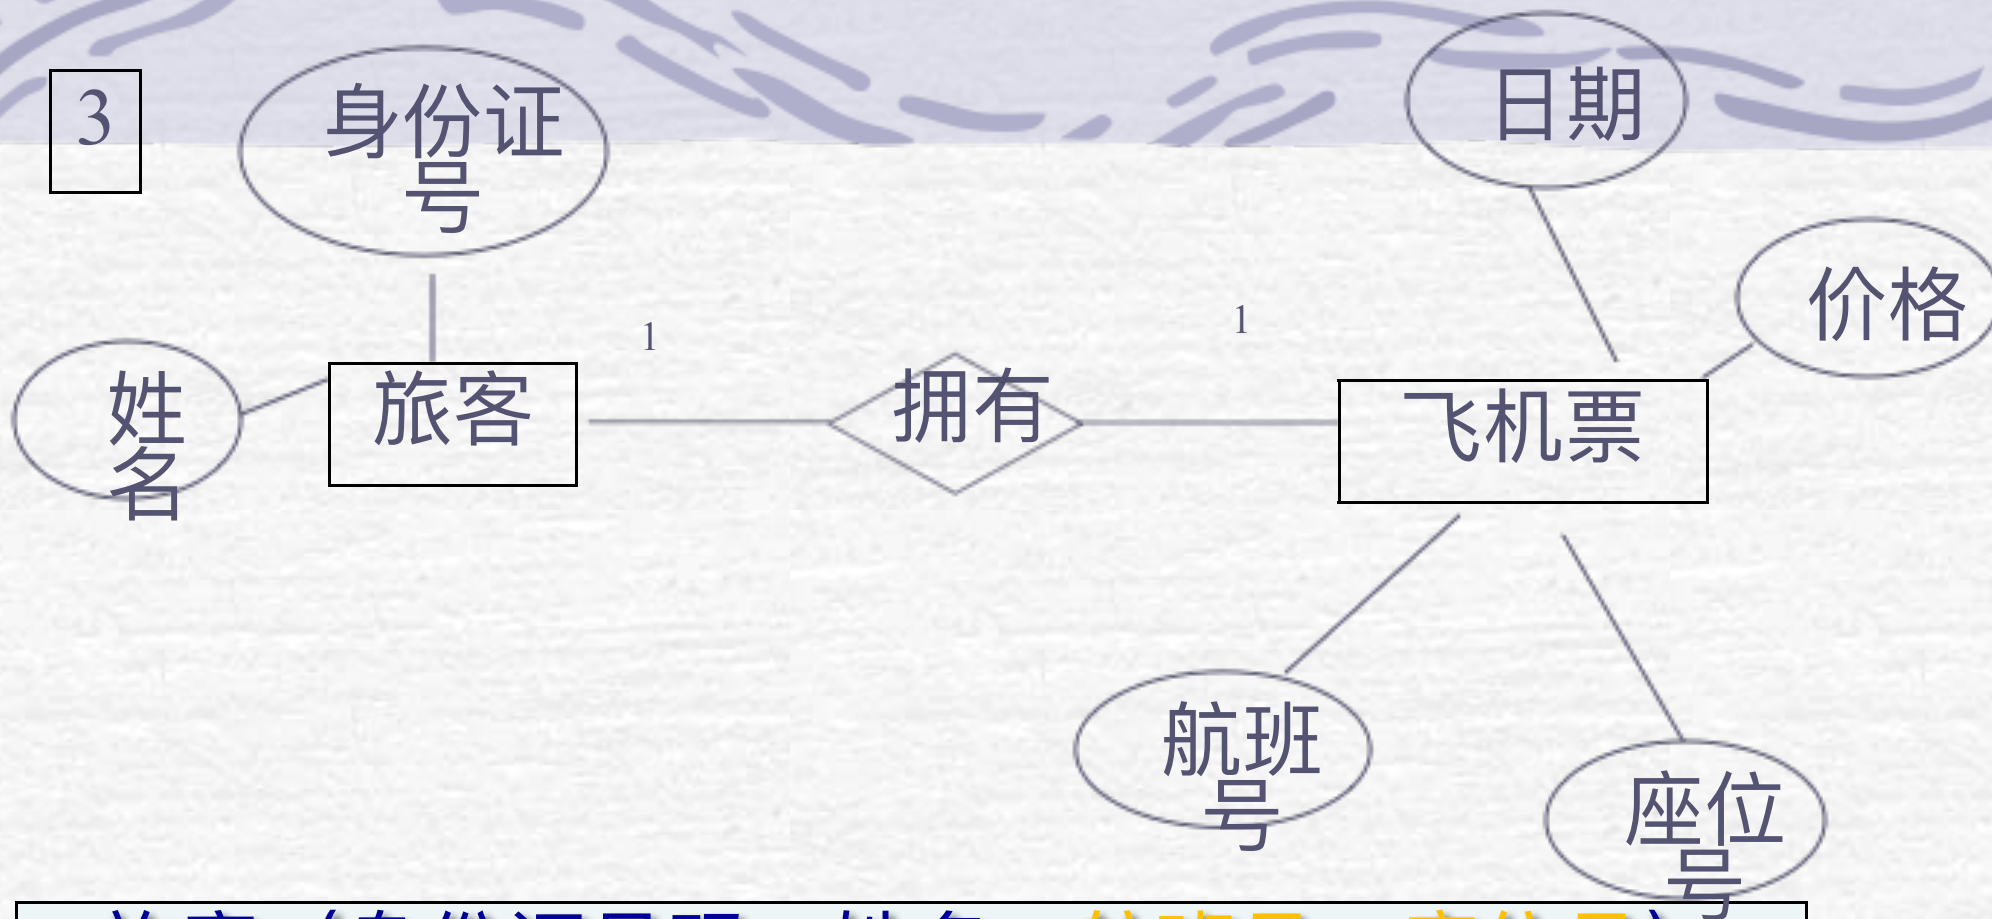 3
身份证
号
日期
价格
1
1
姓
名
旅客
拥有
飞机票
航班
号
座位
号